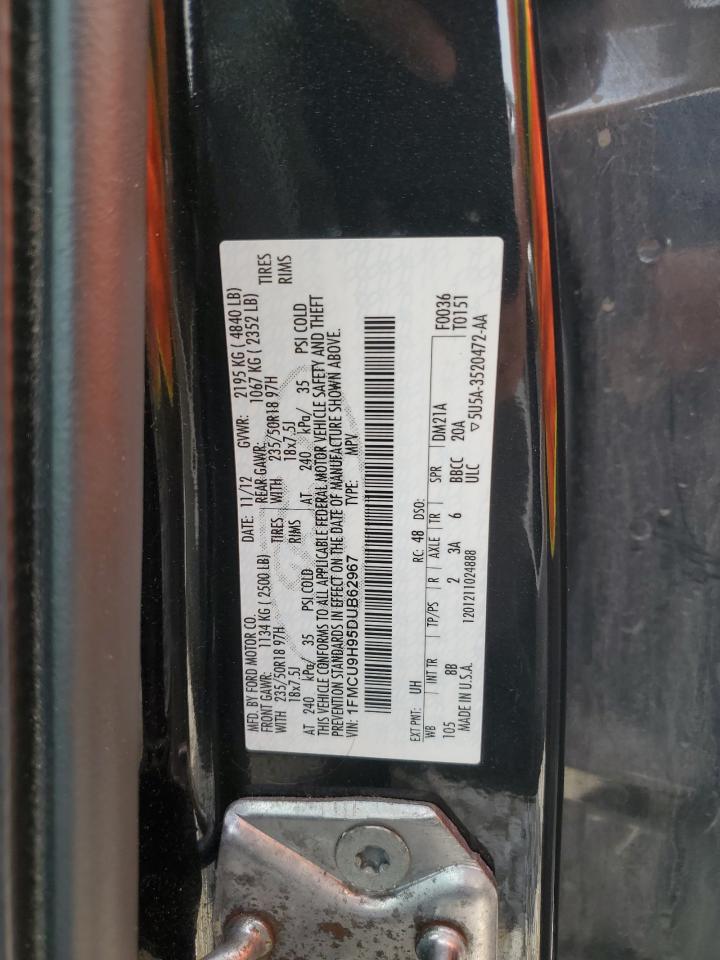 MFD. BY FORD MOTOR CO.
DATE: 11/12 GVWR: 2195 KG ( 4840 LB)
FRONT GAWR: 1134 KG ( 2500 LB) REAR GAWR: 1067 KG ( 2352 LB)
WITH 235/50R18 97H TIRES WITH 235/50R18 97H TIRES
18x7.5J RIMS 18x7.5J RIMS
AT 240 kPa/ 35 PSI COLD AT 240 kPa/ 35 PSI COLD
THIS VEHICLE CONFORMS TO ALL APPLICABLE FEDERAL MOTOR VEHICLE SAFETY AND THEFT
PREVENTION STANDARDS IN EFFECT ON THE DATE OF MANUFACTURE SHOWN ABOVE.
VIN: 1FMCU9H95DUB62967 TYPE: MPV
F0036
T0151
EXT PNT: UH RC: 48 DSO:
WB INT TR TP/PS R AXLE TR SPR DM21A
105 8B 2 3A 6 BBCC 20A
ULC
MADE IN U.S.A. 1201211024888 5U5A-3520472-AA